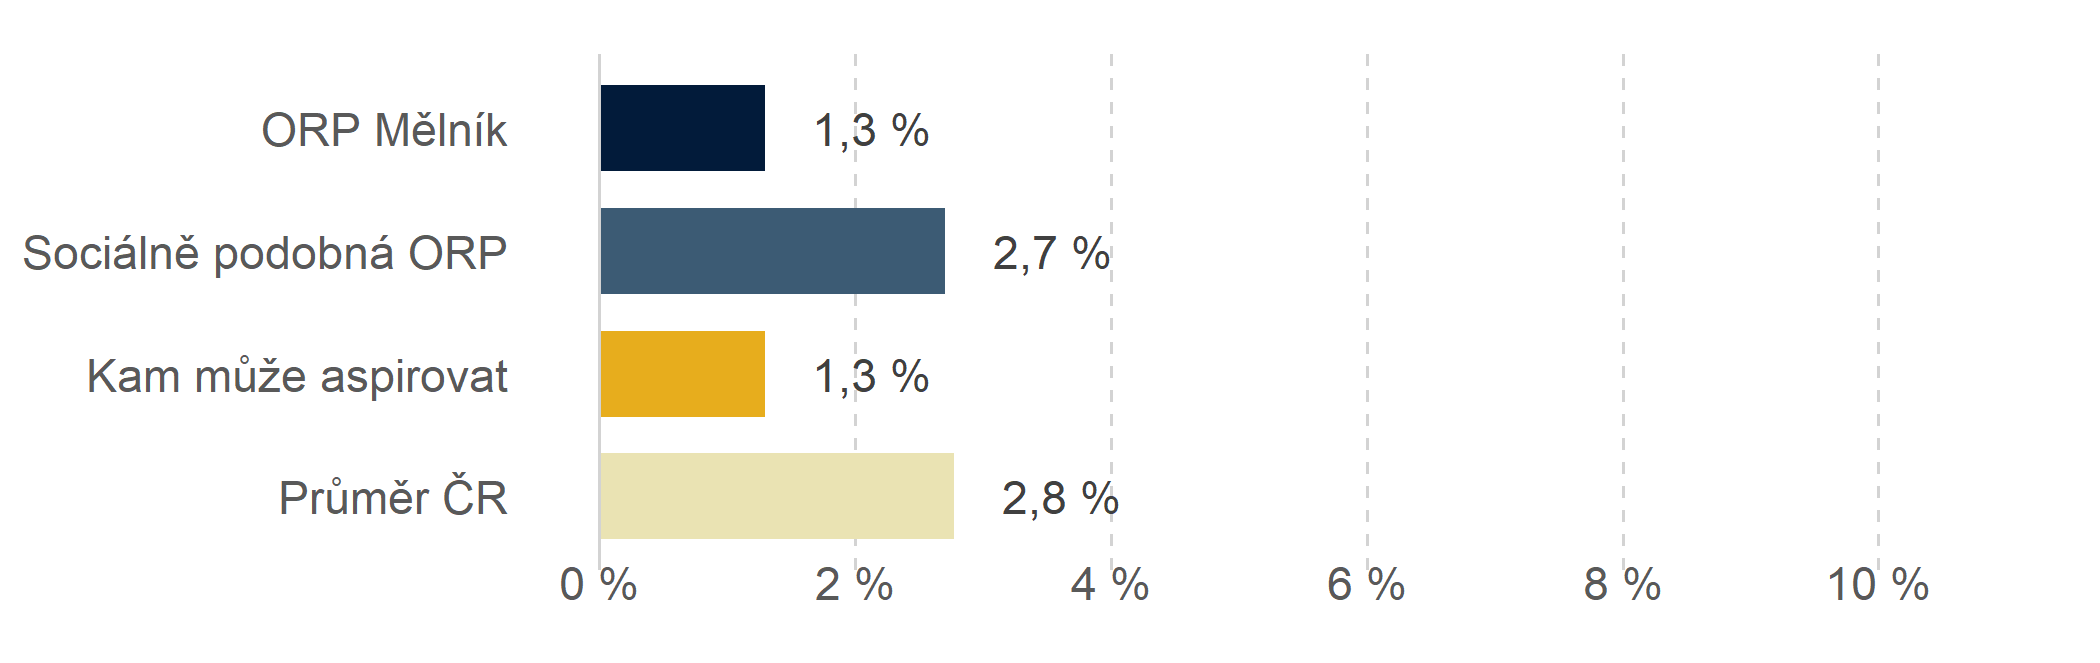 ORP Mělník 1,3 %
Sociálně podobná ORP 2,7 %
Kam může aspirovat 1,3 %
Průměr ČR 2,8 %
0 % 2 % 4 % 6 % 8 % 10 %